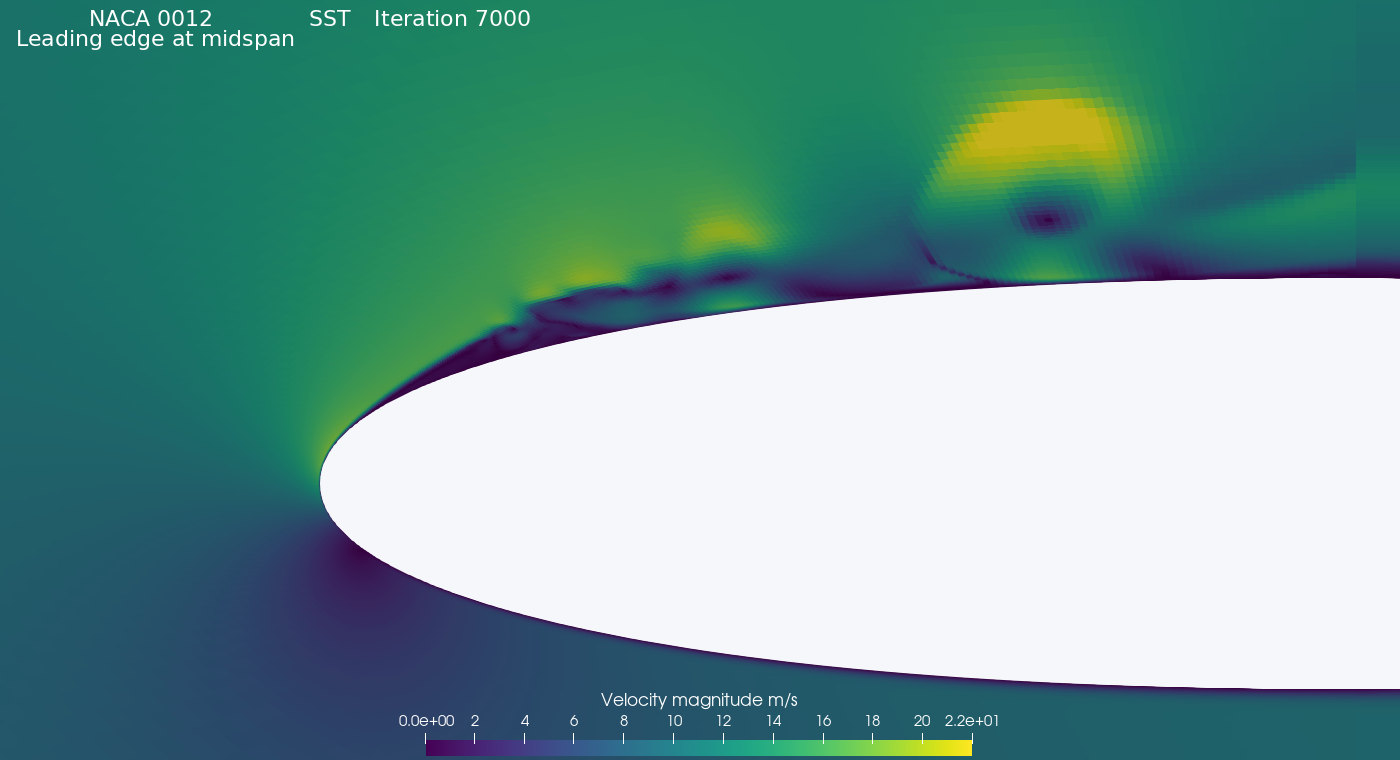 NACA 0012 SST Iteration 7000
Leading edge at midspan
Velocity magnitude m/s
0.0e+00 2 4 6 8 10 12 14 16 18 20 2.2e+01